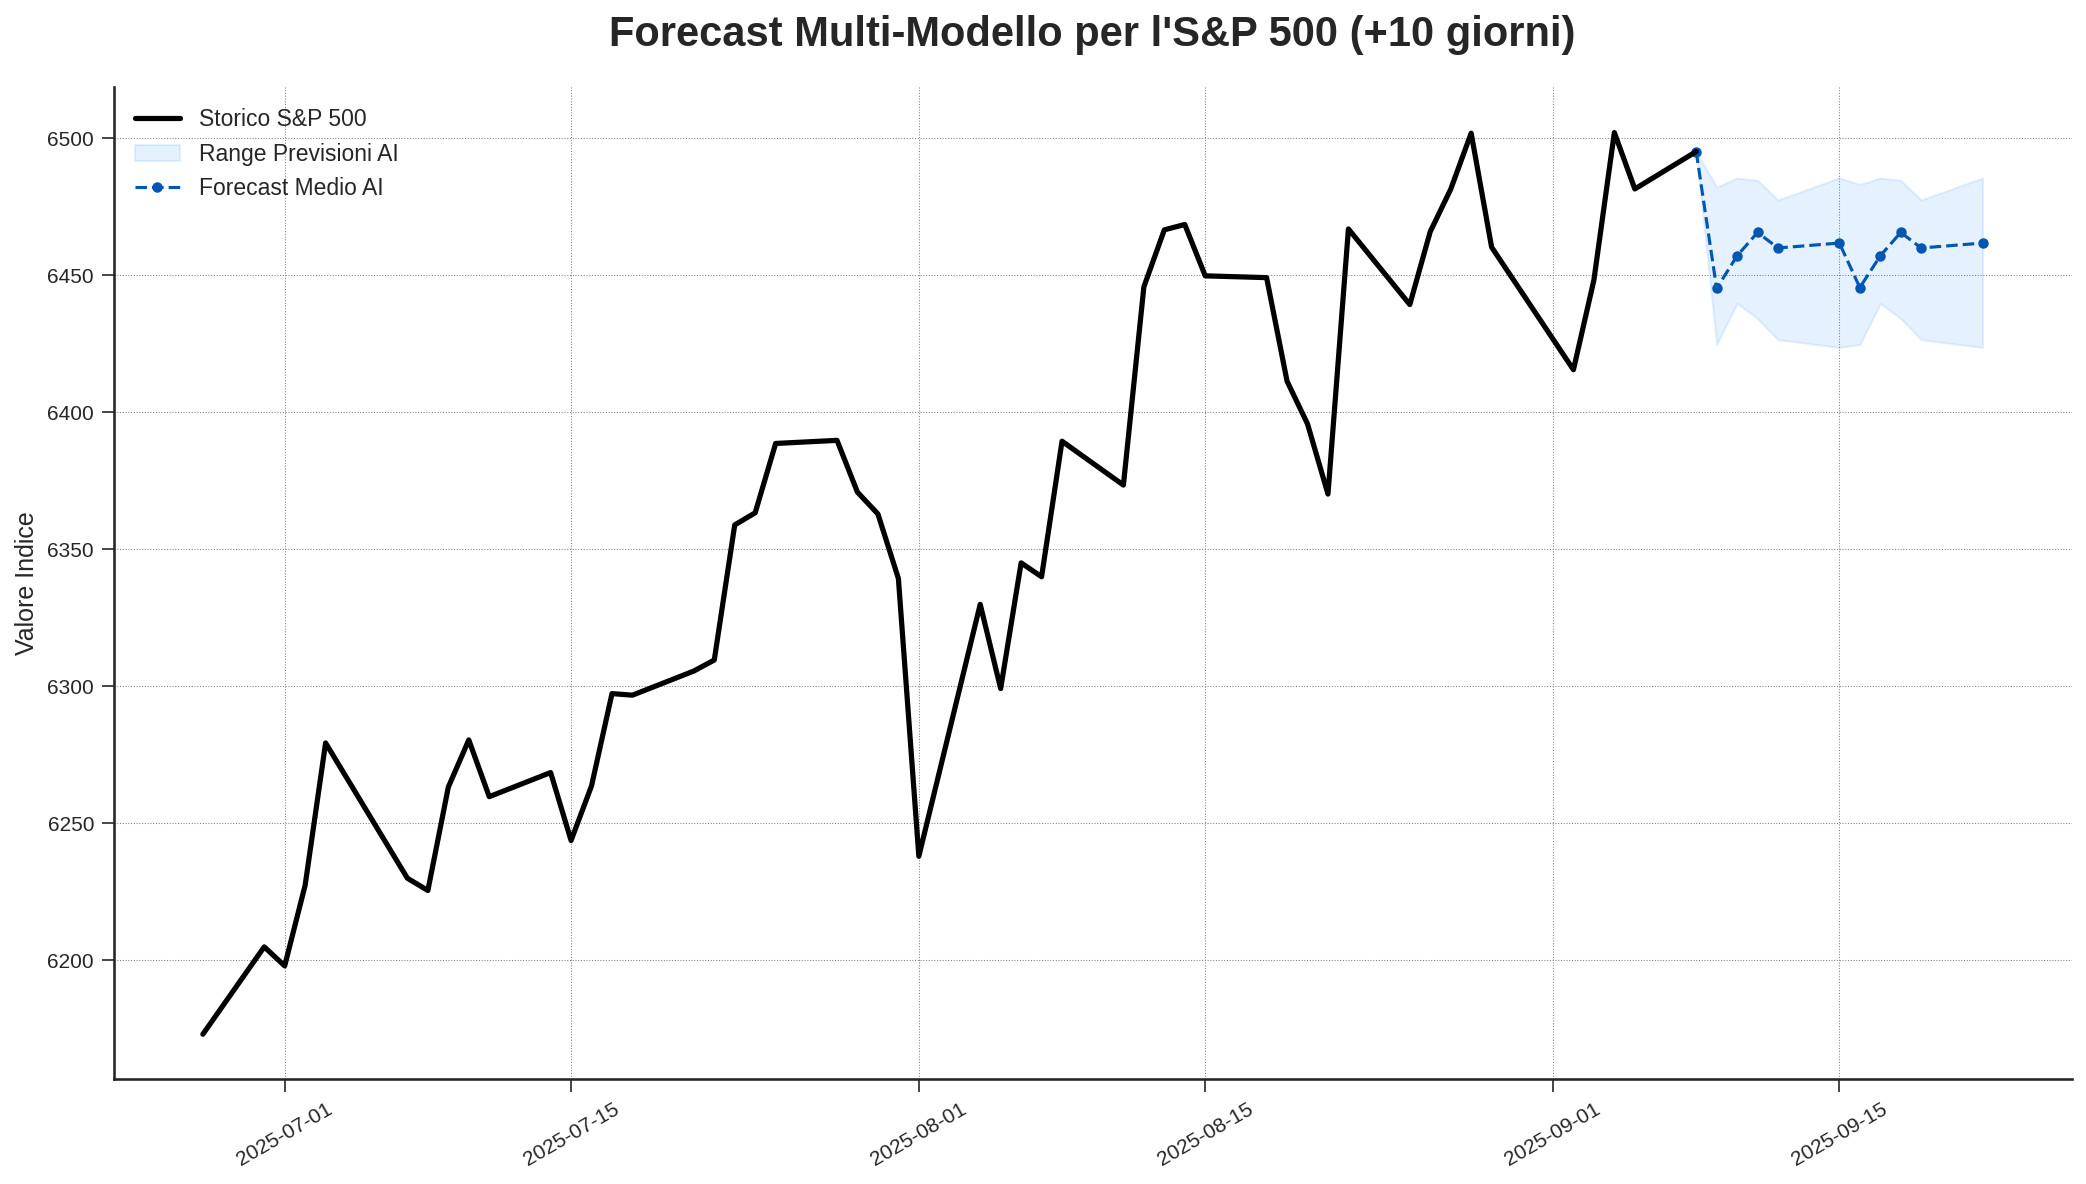 Forecast Multi-Modello per l'S&P 500 (+10 giorni)
Storico S&P 500
Range Previsioni AI
Forecast Medio AI
6500
6450
6400
6350
6300
6250
6200
Valore Indice
2025-07-01
2025-07-15
2025-08-01
2025-08-15
2025-09-01
2025-09-15